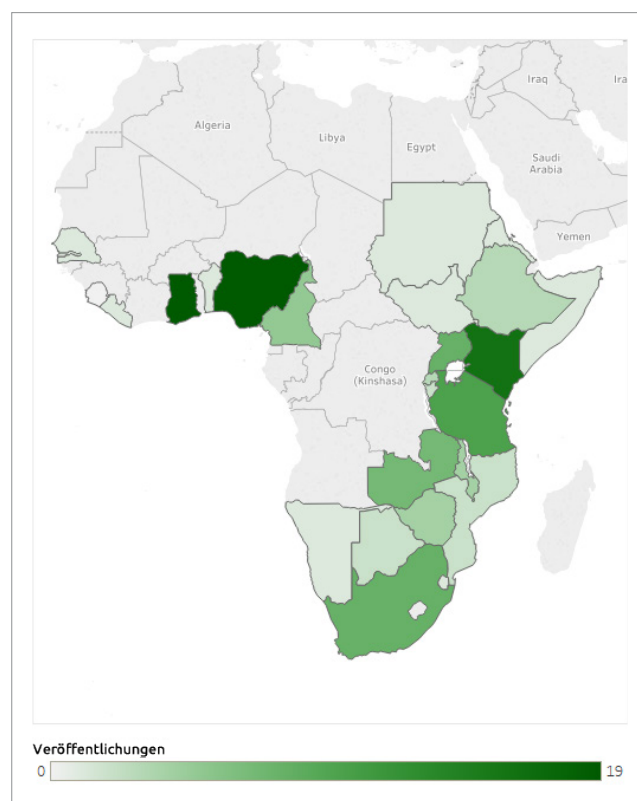 Iraq
Ira
Algeria
Libya
Egypt
Saudi
Arabia
Yemen
Congo
(Kinshasa)
Veröffentlichungen
0 19